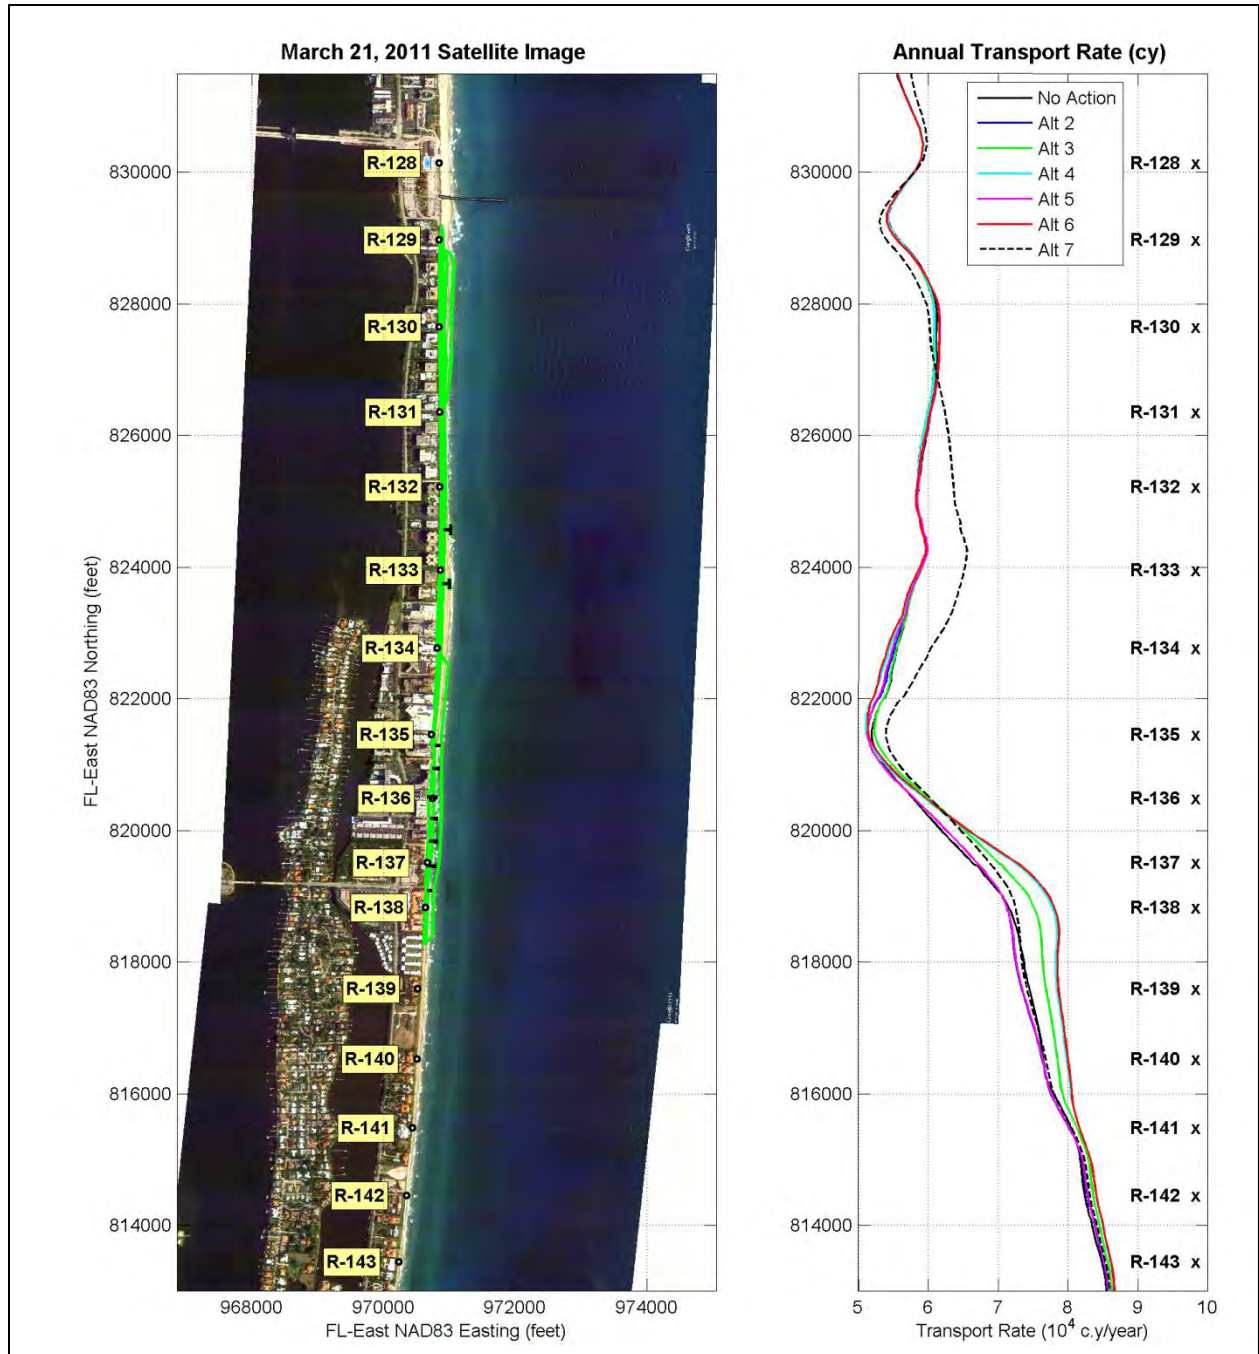 March 21, 2011 Satellite Image
830000
828000
826000
824000
822000
820000
818000
816000
814000
FL-East NAD83 Northing (feet)
R-128
R-129
R-130
R-131
R-132
R-133
R-134
R-135
R-136
R-137
R-138
R-139
R-140
R-141
R-142
R-143
968000 970000 972000 974000
FL-East NAD83 Easting (feet)
Annual Transport Rate (cy)
No Action
Alt 2
Alt 3
Alt 4
Alt 5
Alt 6
Alt 7
830000
828000
826000
824000
822000
820000
818000
816000
814000
R-128 x
R-129 x
R-130 x
R-131 x
R-132 x
R-133 x
R-134 x
R-135 x
R-136 x
R-137 x
R-138 x
R-139 x
R-140 x
R-141 x
R-142 x
R-143 x
5 6 7 8 9 10
Transport Rate (10^4 c.y/year)